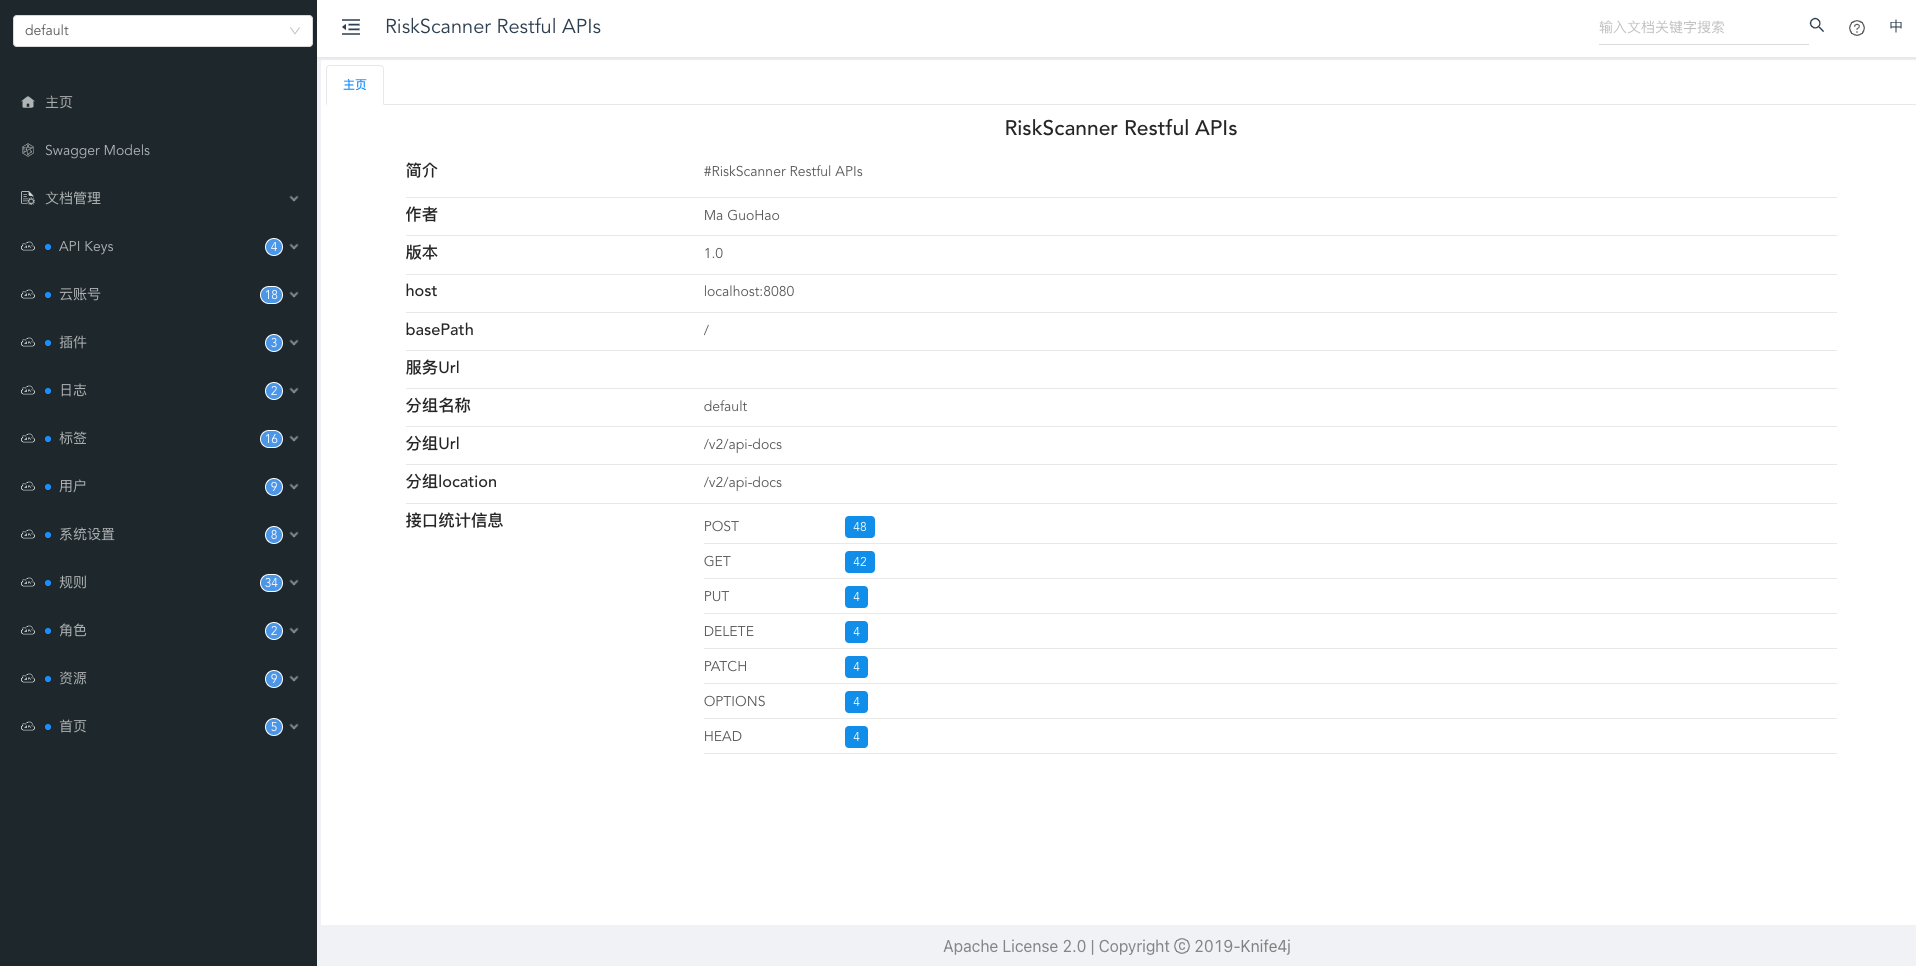 default
主页
Swagger Models
文档管理
API Keys 4
云账号 18
插件 3
日志 2
标签 16
用户 9
系统设置 8
规则 34
角色 2
资源 9
首页 5
RiskScanner Restful APIs
输入文档关键字搜索
中
主页
RiskScanner Restful APIs
简介 #RiskScanner Restful APIs
作者 Ma GuoHao
版本 1.0
host localhost:8080
basePath /
服务Url
分组名称 default
分组Url /v2/api-docs
分组location /v2/api-docs
接口统计信息
POST 48
GET 42
PUT 4
DELETE 4
PATCH 4
OPTIONS 4
HEAD 4
Apache License 2.0 | Copyright © 2019-Knife4j